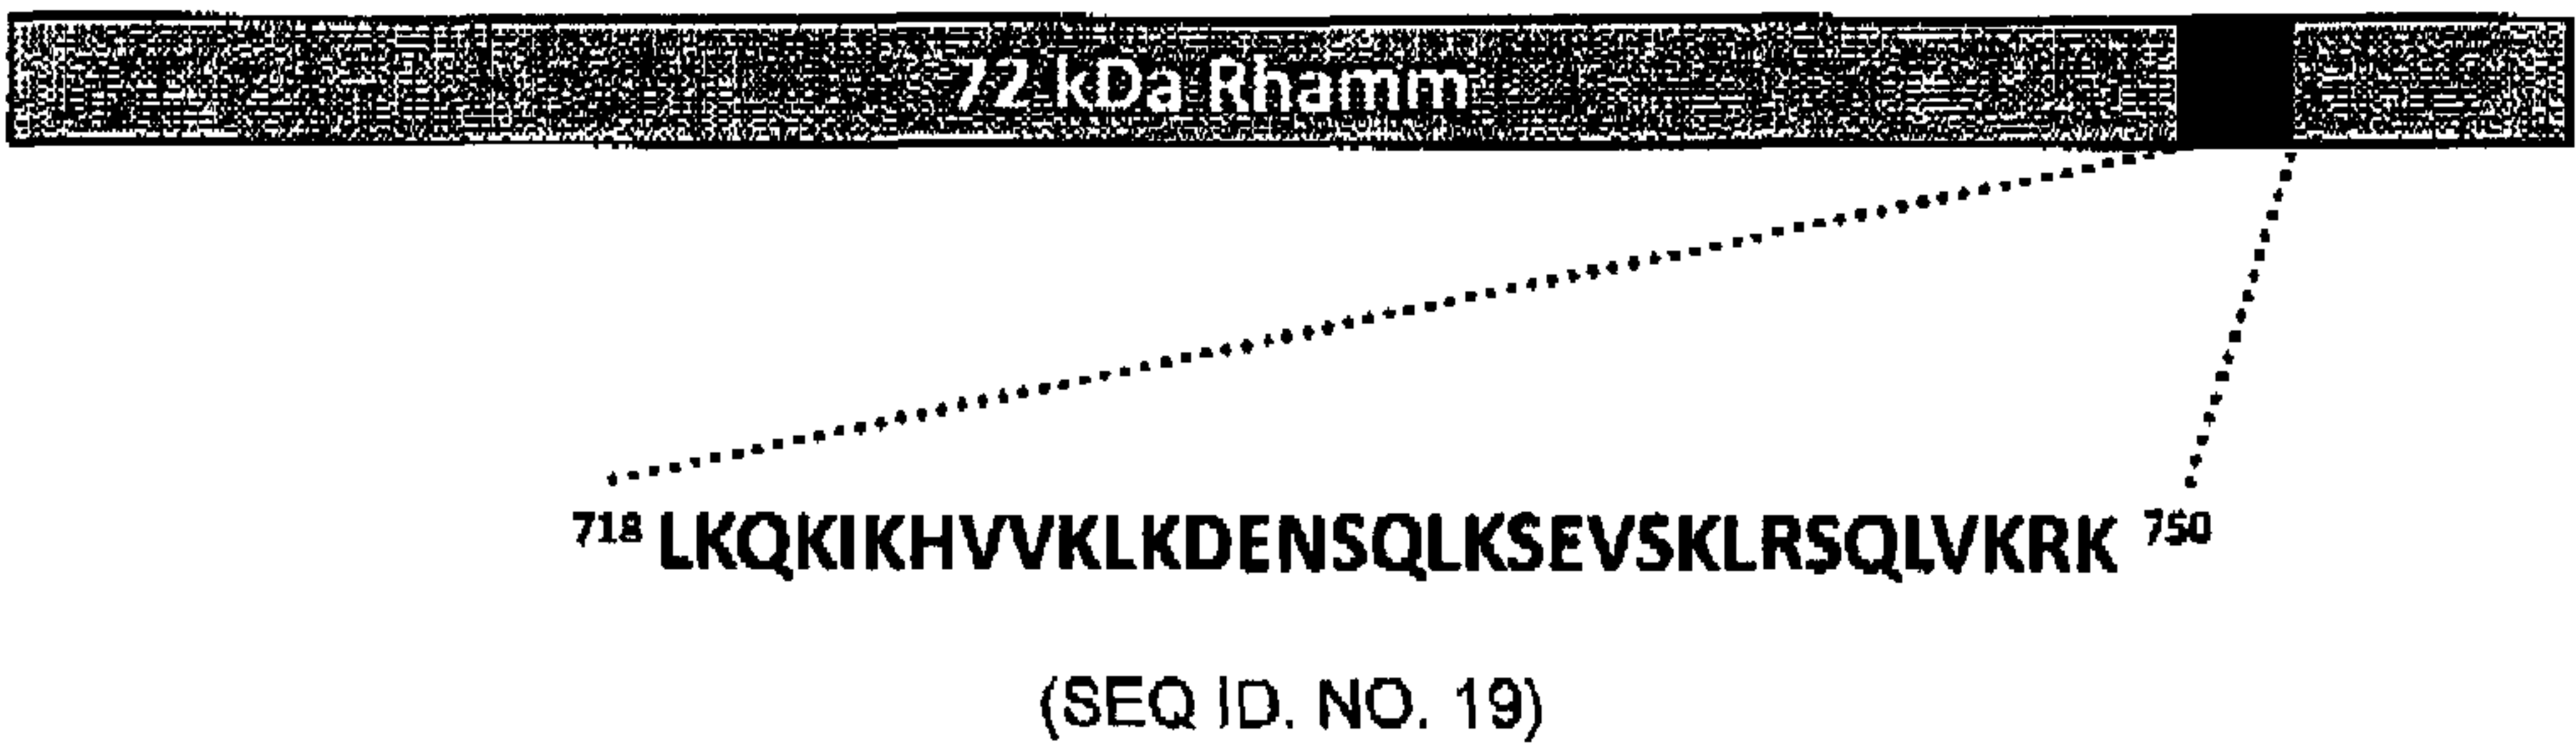 72 kDa Rhamm
718 LKQKIKHVVKLKDENSQLKSEVSKLRSQLVKRK 750
(SEQ ID. NO. 19)